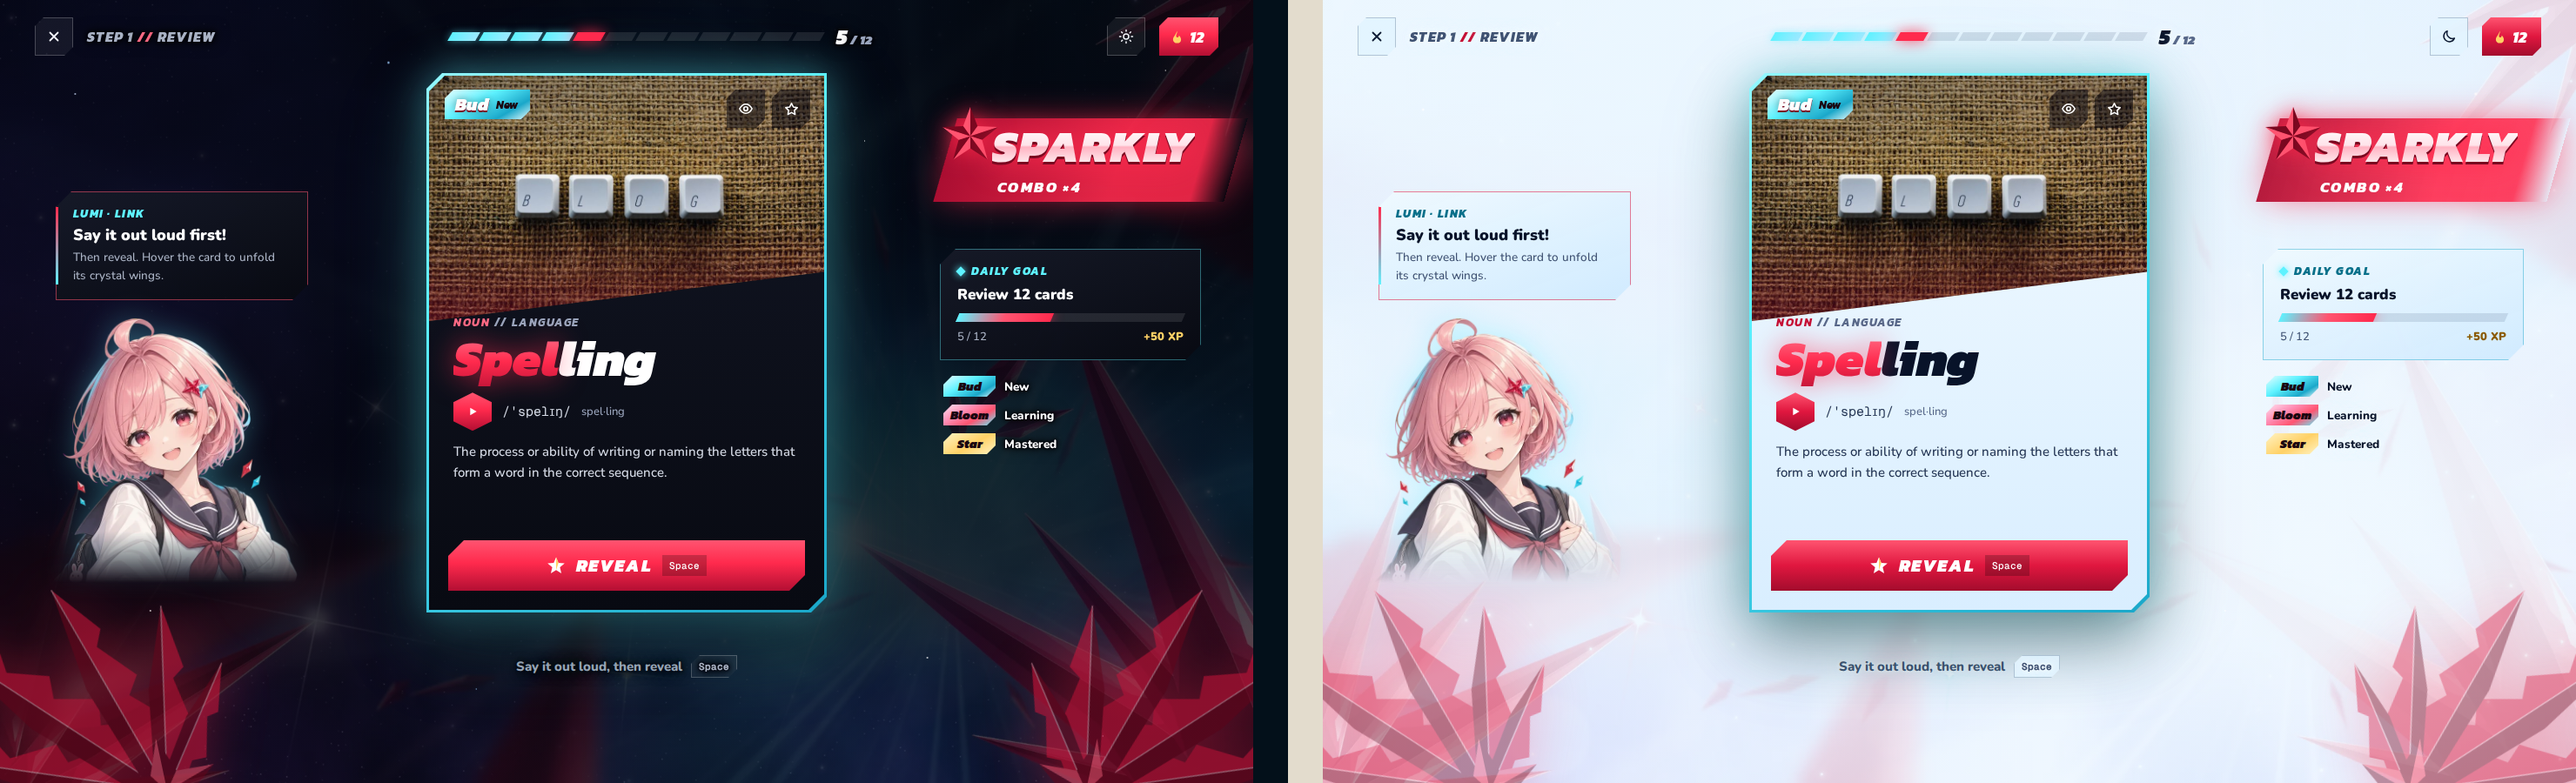 STEP 1 // REVIEW
5 / 12
12
Bud New
B L O G
SPARKLY
COMBO ×4
LUMI · LINK
Say it out loud first!
Then reveal. Hover the card to unfold
its crystal wings.
DAILY GOAL
Review 12 cards
5 / 12 +50 XP
NOUN // LANGUAGE
Spelling
/ˈspelɪŋ/ spel·ling
Bud New
Bloom Learning
Star Mastered
The process or ability of writing or naming the letters that
form a word in the correct sequence.
REVEAL Space
Say it out loud, then reveal Space
STEP 1 // REVIEW
5 / 12
12
Bud New
B L O G
SPARKLY
COMBO ×4
LUMI · LINK
Say it out loud first!
Then reveal. Hover the card to unfold
its crystal wings.
DAILY GOAL
Review 12 cards
5 / 12 +50 XP
NOUN // LANGUAGE
Spelling
/ˈspelɪŋ/ spel·ling
Bud New
Bloom Learning
Star Mastered
The process or ability of writing or naming the letters that
form a word in the correct sequence.
REVEAL Space
Say it out loud, then reveal Space